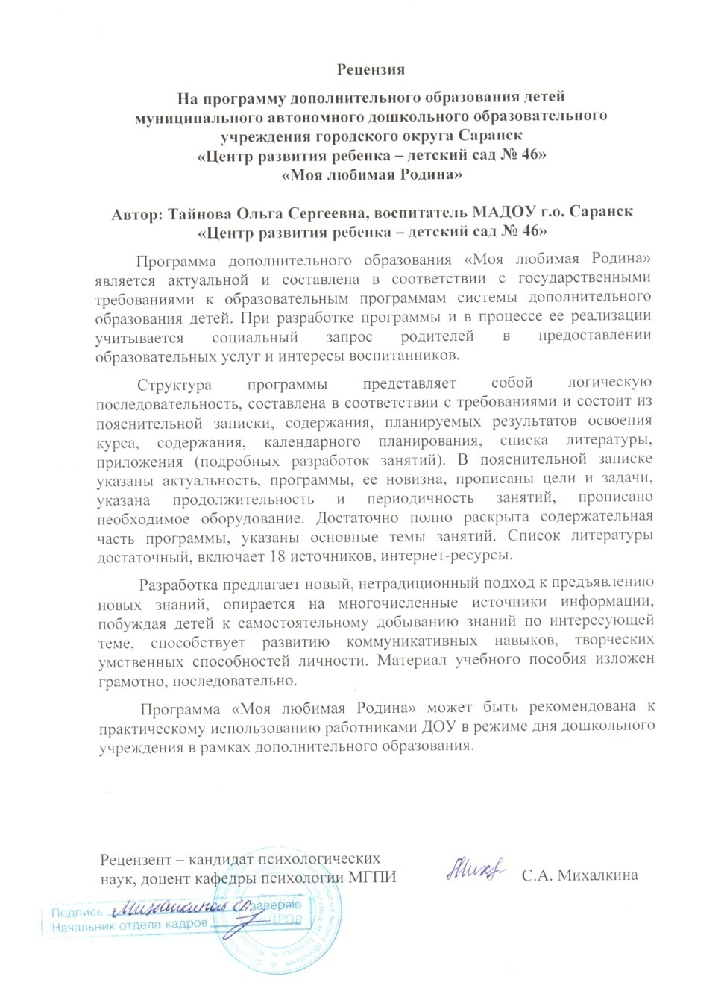 Рецензия
На программу дополнительного образования детей
муниципального автономного дошкольного образовательного
учреждения городского округа Саранск
«Центр развития ребенка – детский сад № 46»
«Моя любимая Родина»
Автор: Тайнова Ольга Сергеевна, воспитатель МАДОУ г.о. Саранск
«Центр развития ребенка – детский сад № 46»
Программа дополнительного образования «Моя любимая Родина»
является актуальной и составлена в соответствии с государственными
требованиями к образовательным программам системы дополнительного
образования детей. При разработке программы и в процессе ее реализации
учитывается социальный запрос родителей в предоставлении
образовательных услуг и интересы воспитанников.
Структура программы представляет собой логическую
последовательность, составлена в соответствии с требованиями и состоит из
пояснительной записки, содержания, планируемых результатов освоения
курса, содержания, календарного планирования, списка литературы,
приложения (подробных разработок занятий). В пояснительной записке
указаны актуальность, программы, ее новизна, прописаны цели и задачи,
указана продолжительность и периодичность занятий, прописано
необходимое оборудование. Достаточно полно раскрыта содержательная
часть программы, указаны основные темы занятий. Список литературы
достаточный, включает 18 источников, интернет-ресурсы.
Разработка предлагает новый, нетрадиционный подход к предъявлению
новых знаний, опирается на многочисленные источники информации,
побуждая детей к самостоятельному добыванию знаний по интересующей
теме, способствует развитию коммуникативных навыков, творческих
умственных способностей личности. Материал учебного пособия изложен
грамотно, последовательно.
Программа «Моя любимая Родина» может быть рекомендована к
практическому использованию работниками ДОУ в режиме дня дошкольного
учреждения в рамках дополнительного образования.
Рецензент – кандидат психологических
наук, доцент кафедры психологии МГПИ С.А. Михалкина
Подпись Михалкиной С.А. заверяю
Начальник отдела кадров